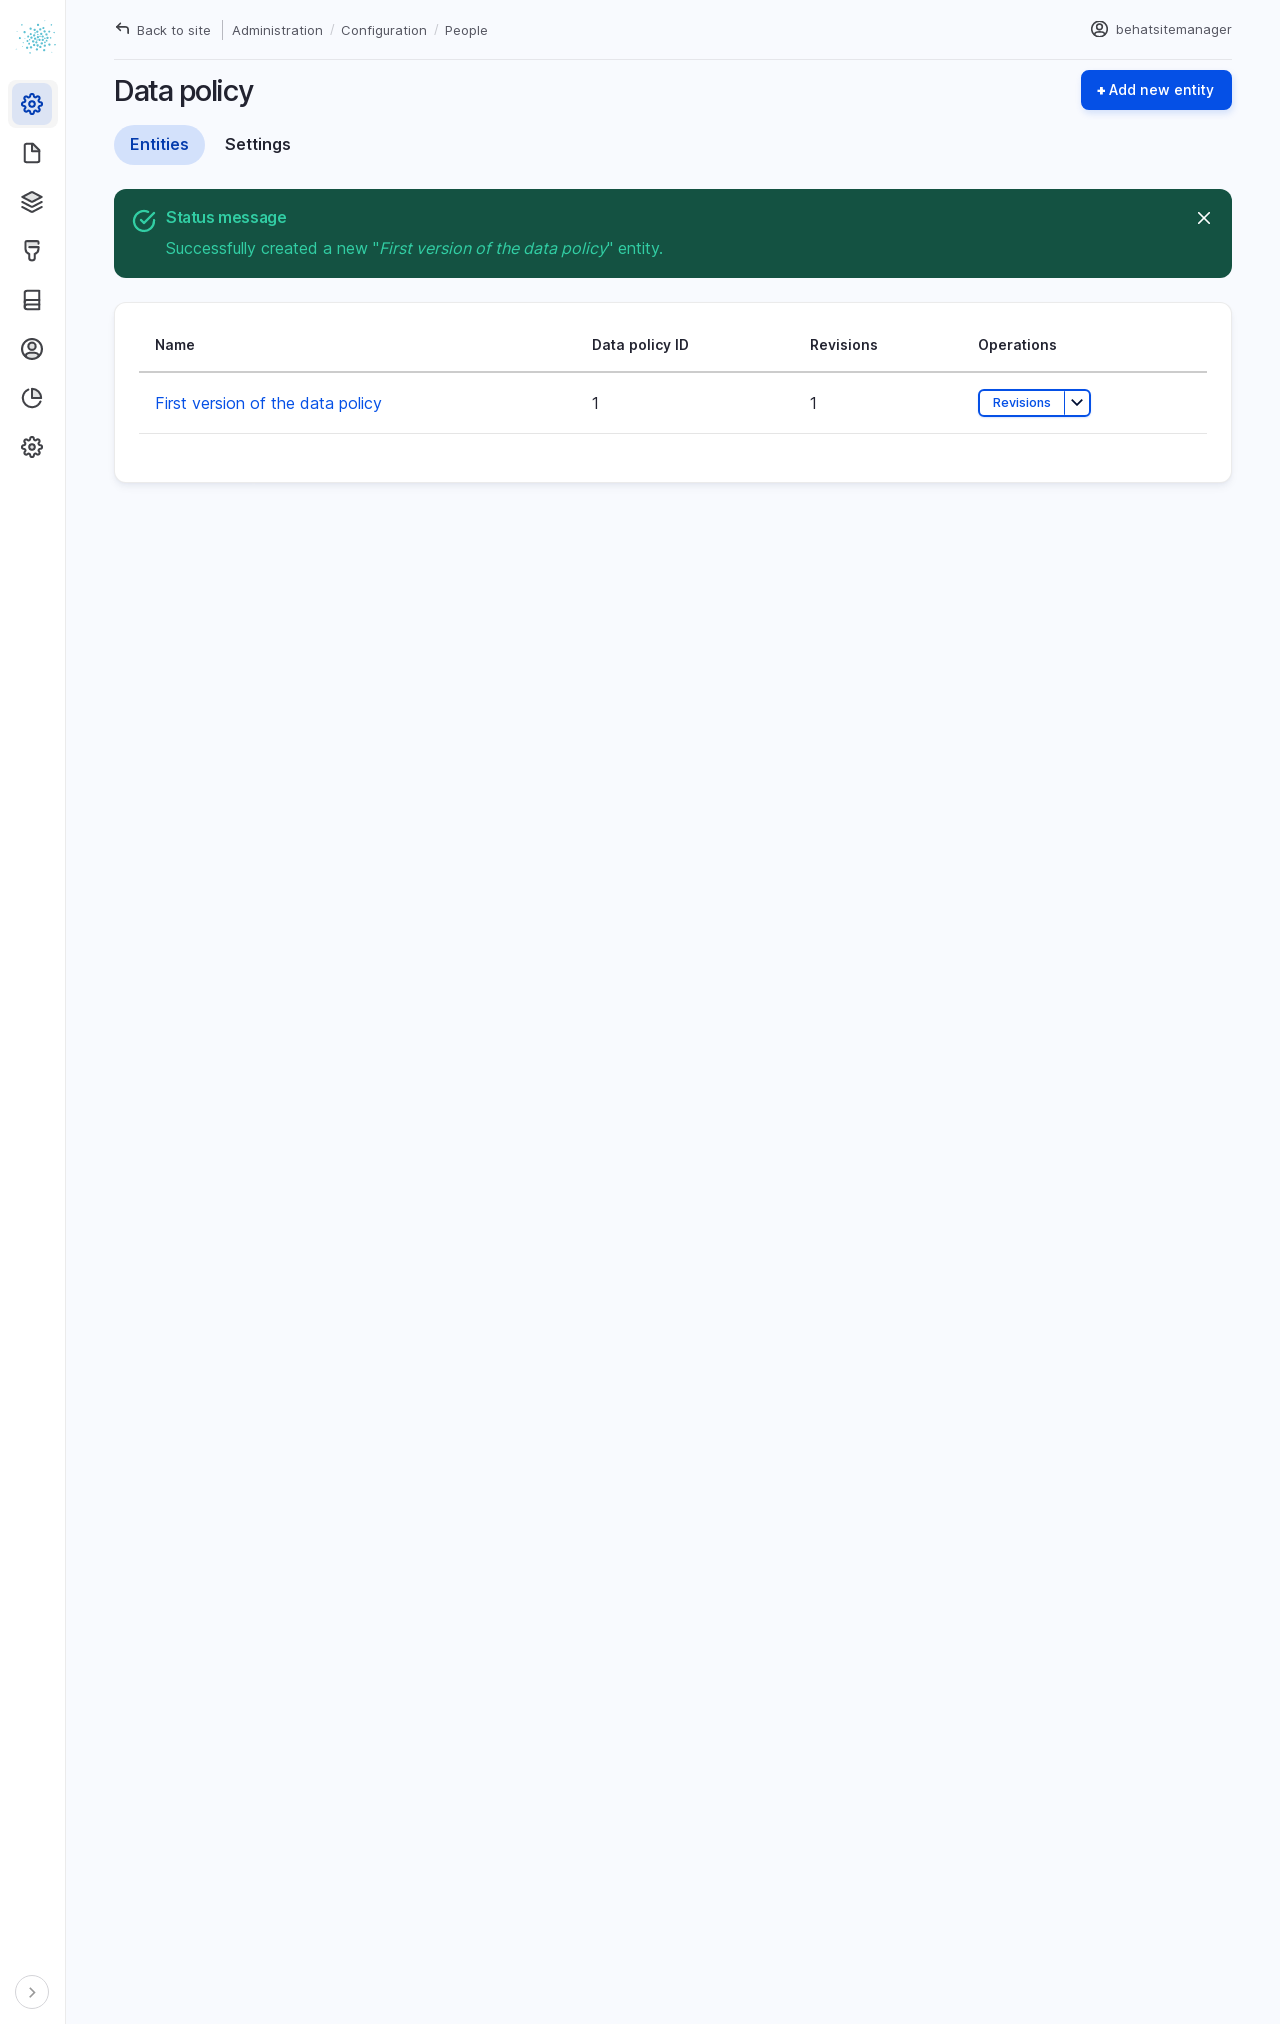 Back to site Administration / Configuration / People
behatsitemanager
Data policy
+ Add new entity
Entities Settings
Status message
Successfully created a new "First version of the data policy" entity.
Name Data policy ID Revisions Operations
First version of the data policy 1 1 Revisions